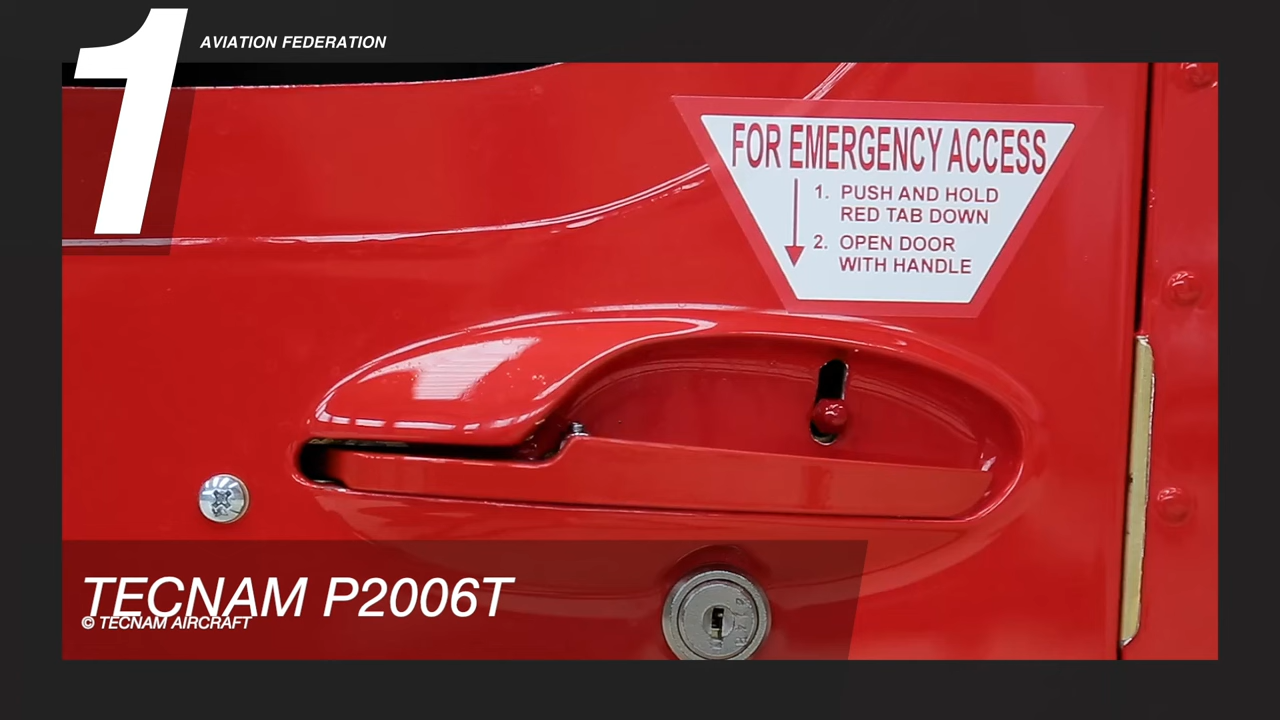 1
AVIATION FEDERATION
FOR EMERGENCY ACCESS
1. PUSH AND HOLD
RED TAB DOWN
2. OPEN DOOR
WITH HANDLE
TECNAM P2006T
© TECNAM AIRCRAFT